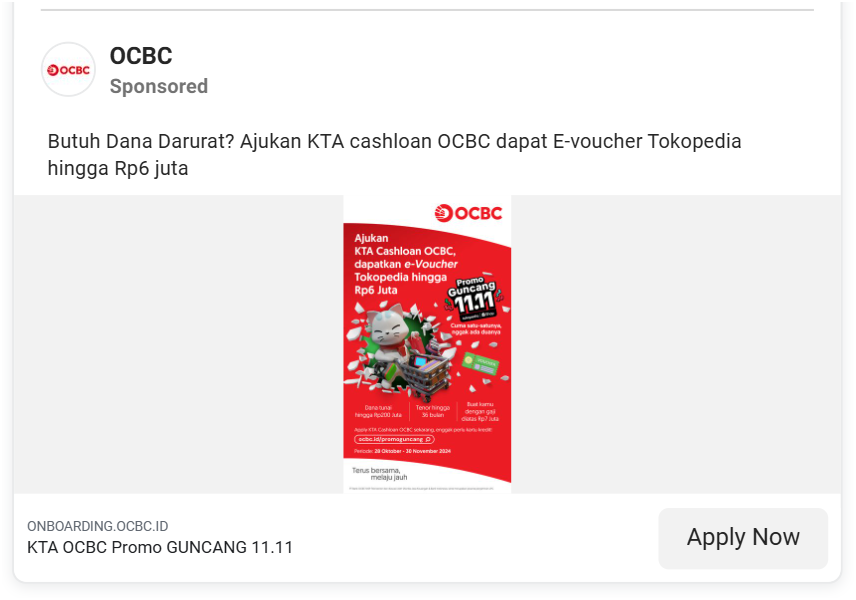 OCBC
OCBC
Sponsored
Butuh Dana Darurat? Ajukan KTA cashloan OCBC dapat E-voucher Tokopedia
hingga Rp6 juta
OCBC
Ajukan
KTA Cashloan OCBC,
dapatkan e-Voucher
Tokopedia hingga
Rp6 Juta
Promo
Guncang
11.11
Cuma satu-satunya,
nggak ada duanya
Dana tunai
hingga Rp200 Juta
Tenor hingga
36 bulan
Buat kamu
dengan gaji
diatas Rp7 Juta
Apply KTA Cashloan OCBC sekarang, enggak perlu kartu kredit!
ocbc.id/promoguncang
Periode: 28 Oktober - 30 November 2024
Terus bersama,
melaju jauh
ONBOARDING.OCBC.ID
KTA OCBC Promo GUNCANG 11.11
Apply Now